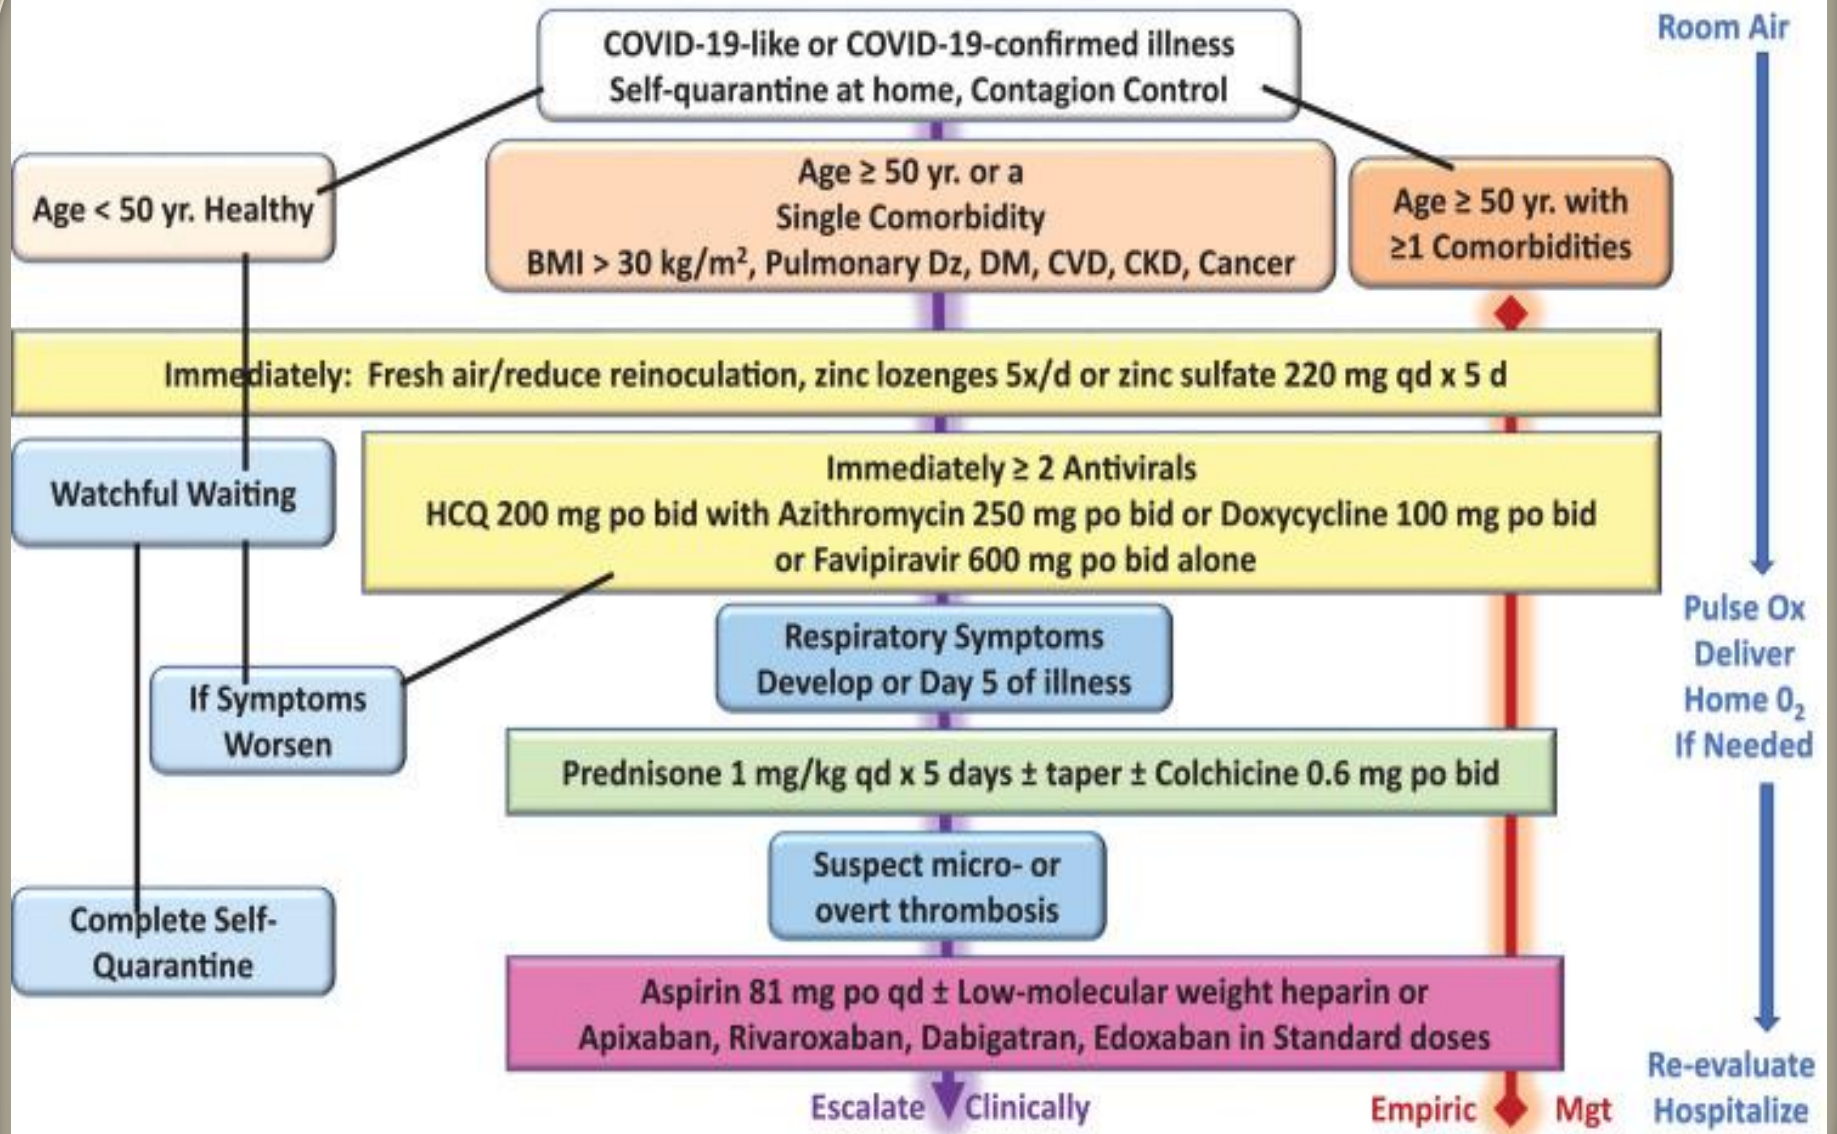 COVID-19-like or COVID-19-confirmed illness
Self-quarantine at home, Contagion Control
Room Air
Age < 50 yr. Healthy
Age ≥ 50 yr. or a
Single Comorbidity
BMI > 30 kg/m², Pulmonary Dz, DM, CVD, CKD, Cancer
Age ≥ 50 yr. with
≥1 Comorbidities
Immediately: Fresh air/reduce reinoculation, zinc lozenges 5x/d or zinc sulfate 220 mg qd x 5 d
Watchful Waiting
Immediately ≥ 2 Antivirals
HCQ 200 mg po bid with Azithromycin 250 mg po bid or Doxycycline 100 mg po bid
or Favipiravir 600 mg po bid alone
Respiratory Symptoms
Develop or Day 5 of illness
Pulse Ox
Deliver
Home 0₂
If Needed
If Symptoms
Worsen
Prednisone 1 mg/kg qd x 5 days ± taper ± Colchicine 0.6 mg po bid
Suspect micro- or
overt thrombosis
Complete Self-
Quarantine
Aspirin 81 mg po qd ± Low-molecular weight heparin or
Apixaban, Rivaroxaban, Dabigatran, Edoxaban in Standard doses
Escalate Clinically
Empiric Mgt
Re-evaluate
Hospitalize